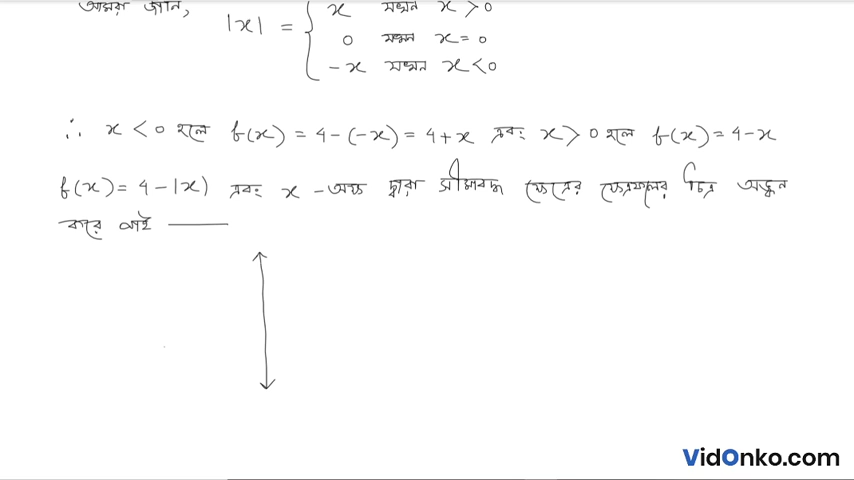 আমরা জানি,
|x| = { x যখন x > 0
0 যখন x = 0
-x যখন x < 0
∴ x < 0 হলে f(x) = 4 - (-x) = 4 + x এবং x > 0 হলে f(x) = 4 - x
f(x) = 4 - |x| এবং x - অক্ষ দ্বারা সীমাবদ্ধ ক্ষেত্রের ক্ষেত্রফলের চিত্র অঙ্কন
করে পাই ——
VidOnko.com